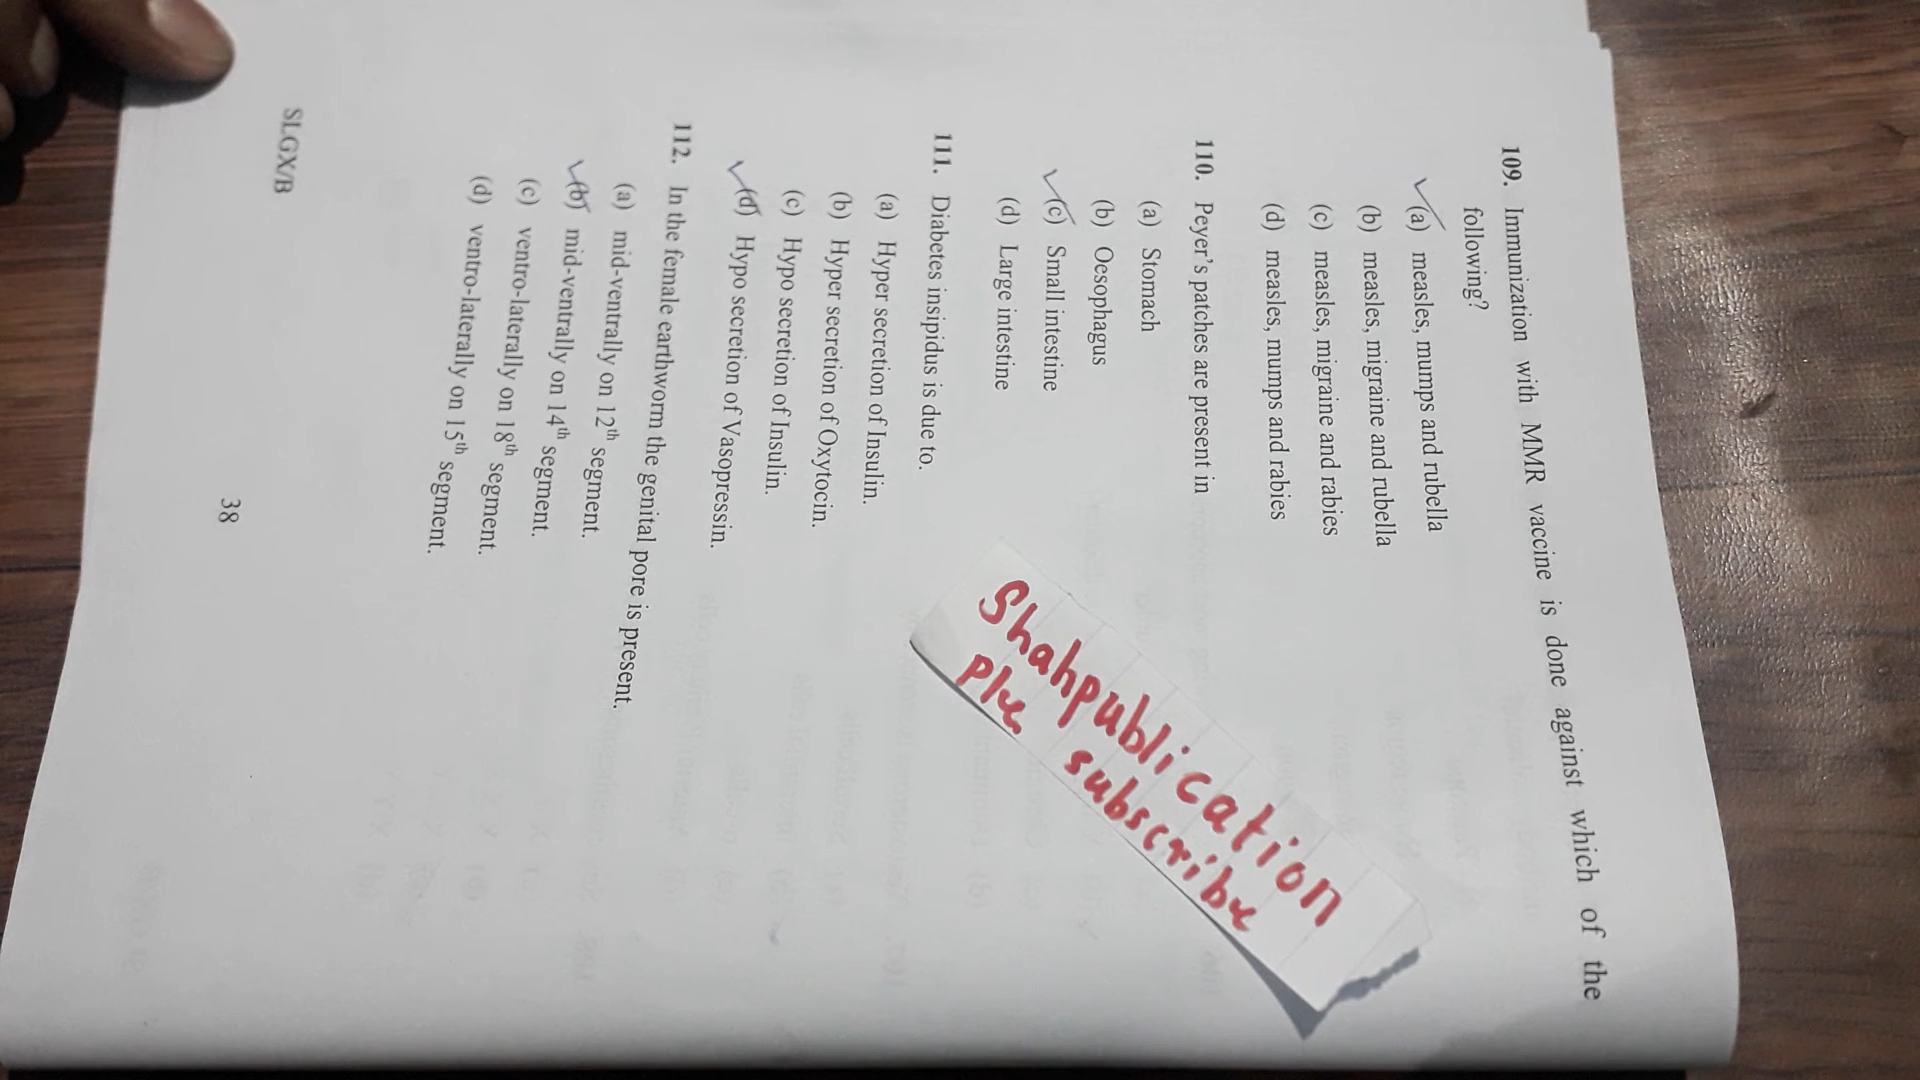 109. Immunization with MMR vaccine is done against which of the
following?
(a) measles, mumps and rubella
(b) measles, migraine and rubella
(c) measles, migraine and rabies
(d) measles, mumps and rabies
110. Peyer's patches are present in
(a) Stomach
(b) Oesophagus
(c) Small intestine
(d) Large intestine
111. Diabetes insipidus is due to.
(a) Hyper secretion of Insulin.
(b) Hyper secretion of Oxytocin.
(c) Hypo secretion of Insulin.
(d) Hypo secretion of Vasopressin.
112. In the female earthworm the genital pore is present.
(a) mid-ventrally on 12th segment.
(b) mid-ventrally on 14th segment.
(c) ventro-laterally on 18th segment.
(d) ventro-laterally on 15th segment.
SLGX/B
38
Shahpublication
plx subscribe